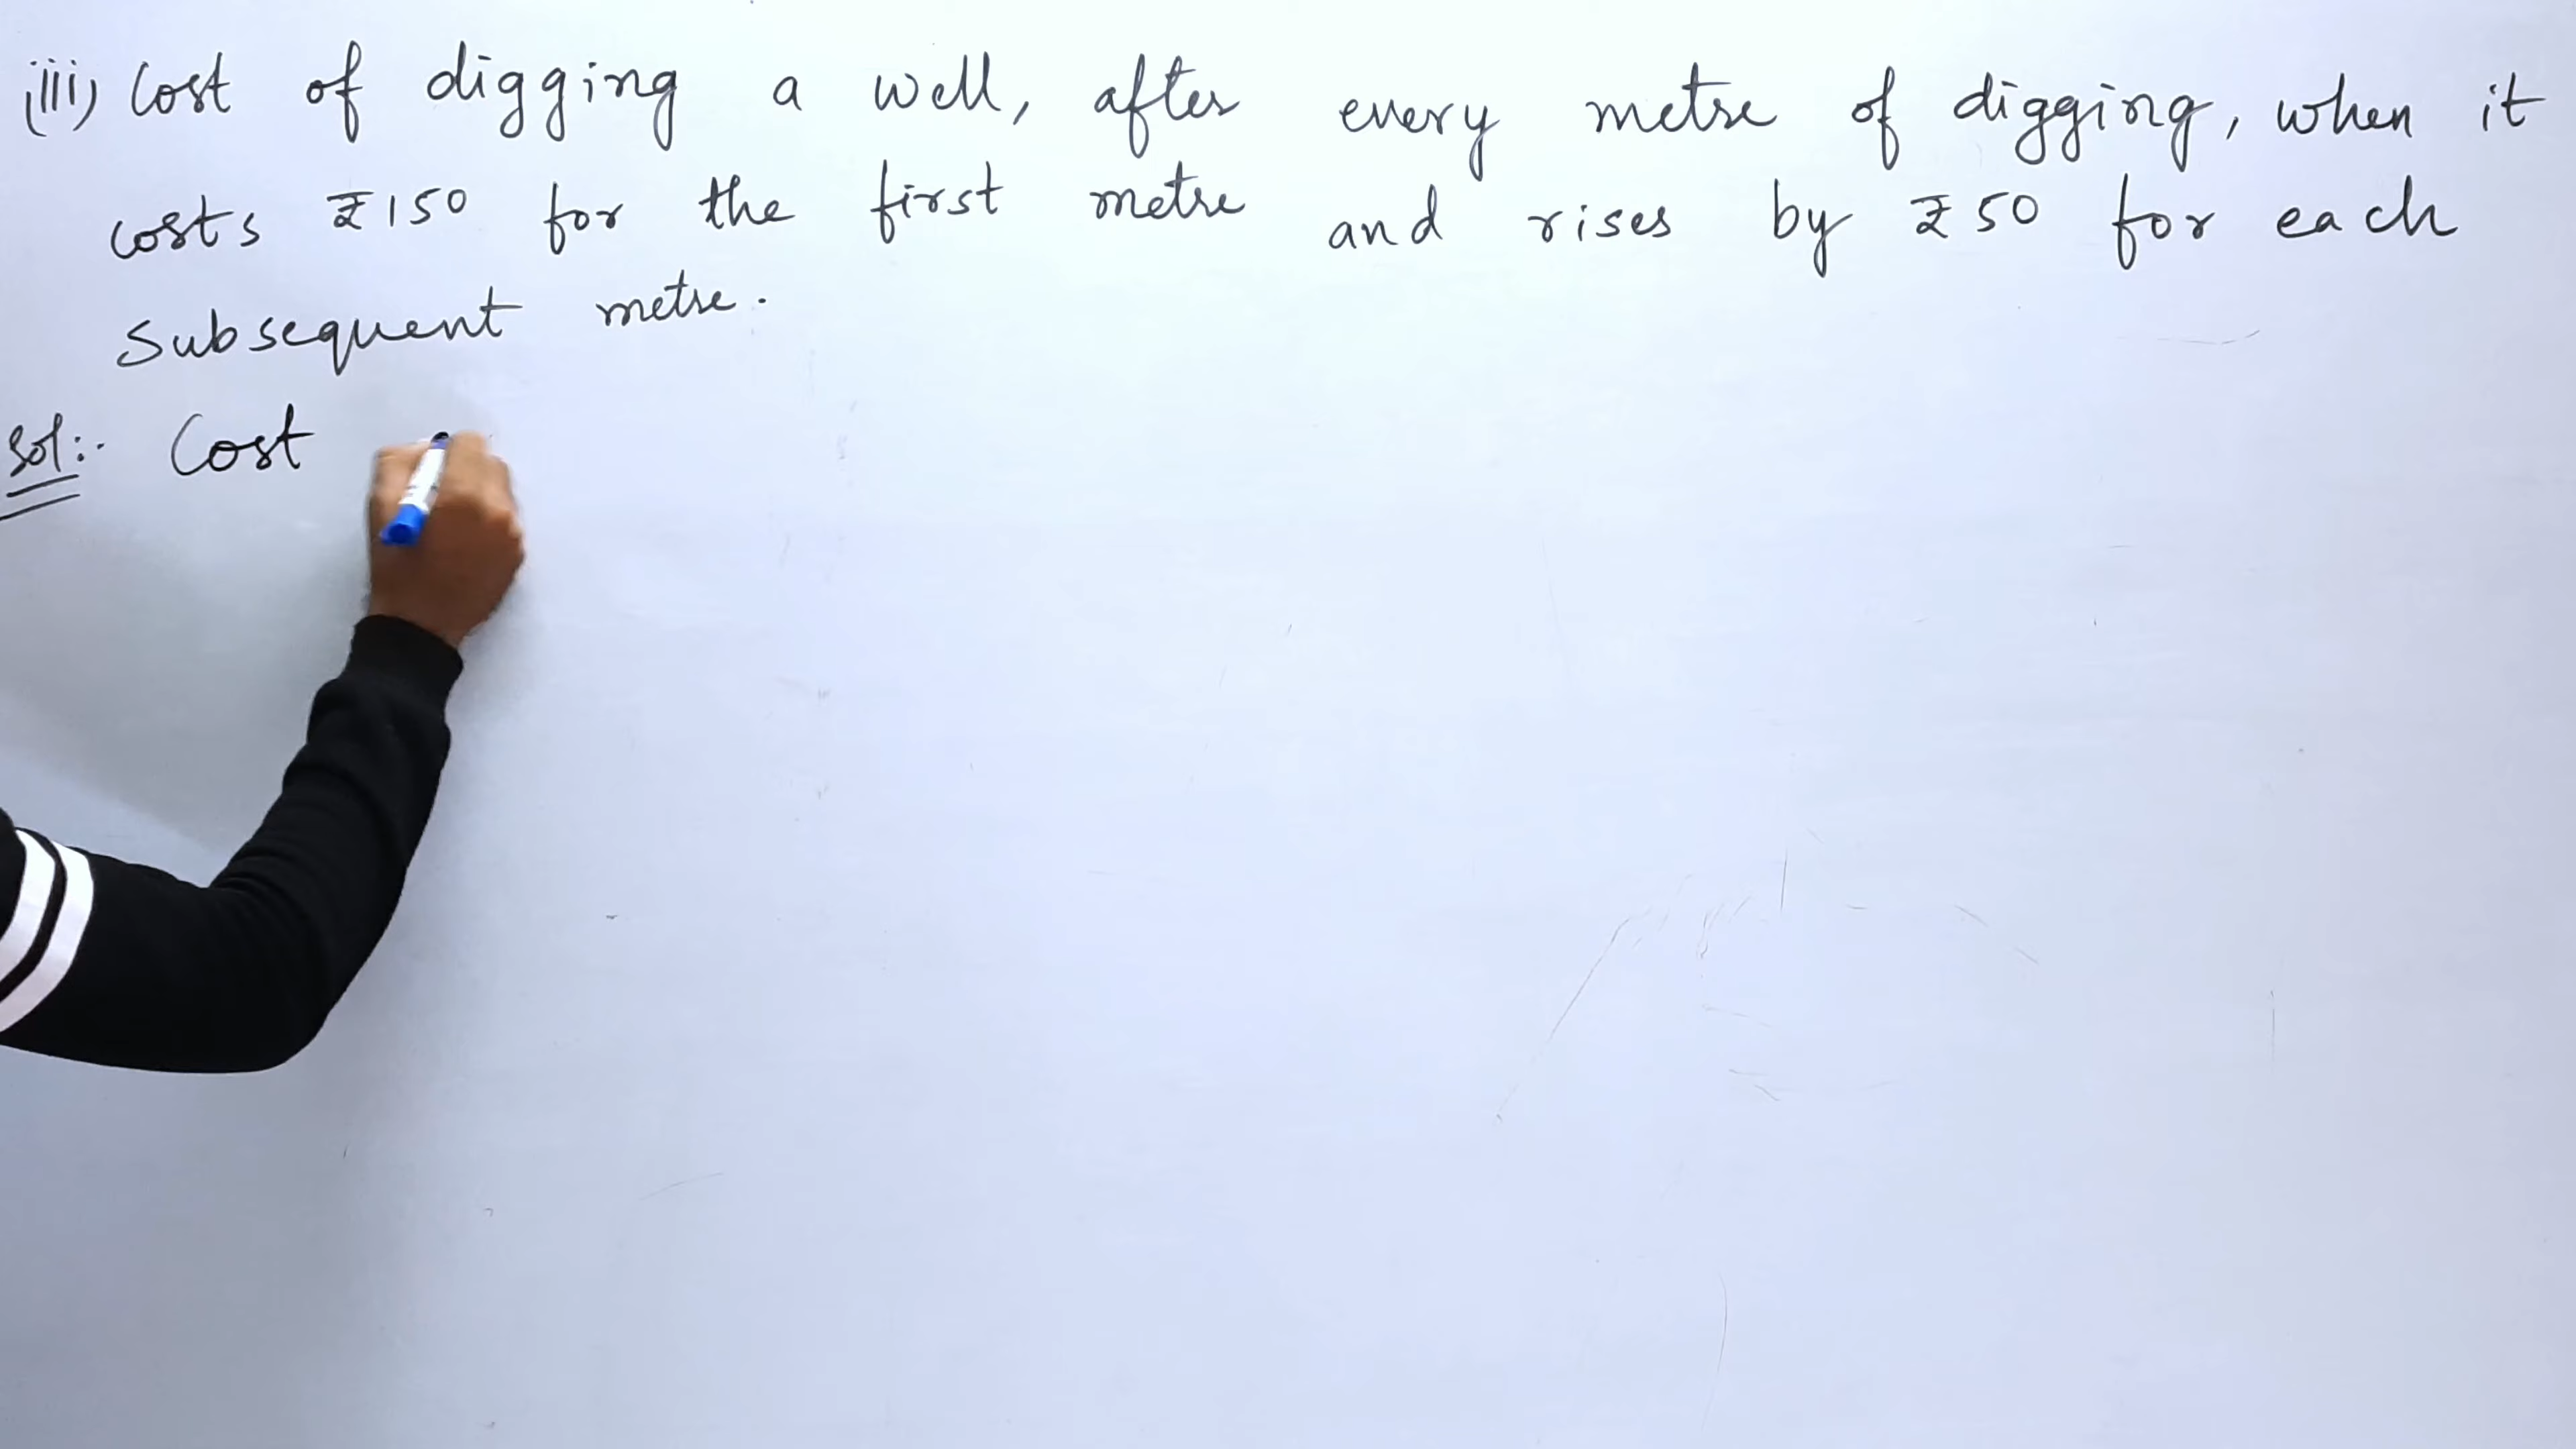 (iii) Cost of digging a well, after every metre of digging, when it
costs ₹150 for the first metre and rises by ₹50 for each
subsequent metre.
Sol:- Cost